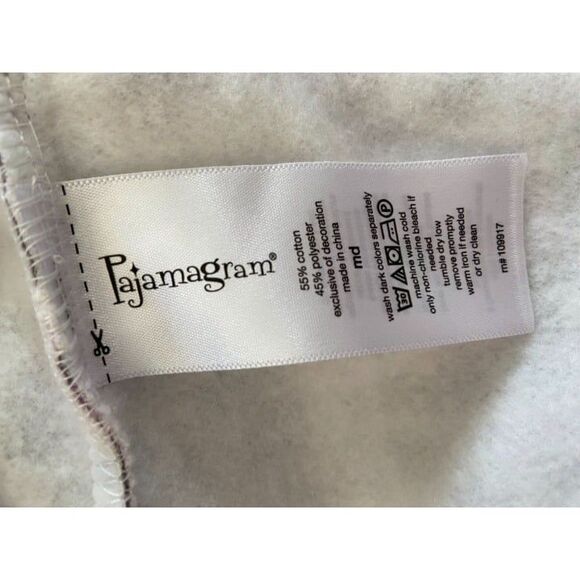 Pajamagram®
55% cotton
45% polyester
exclusive of decoration
made in china
md
wash dark colors separately
30 P
machine wash cold
non-chlorine bleach if
only non needed
tumble dry low
remove promptly
warm iron if needed
or dry clean
m# 109917